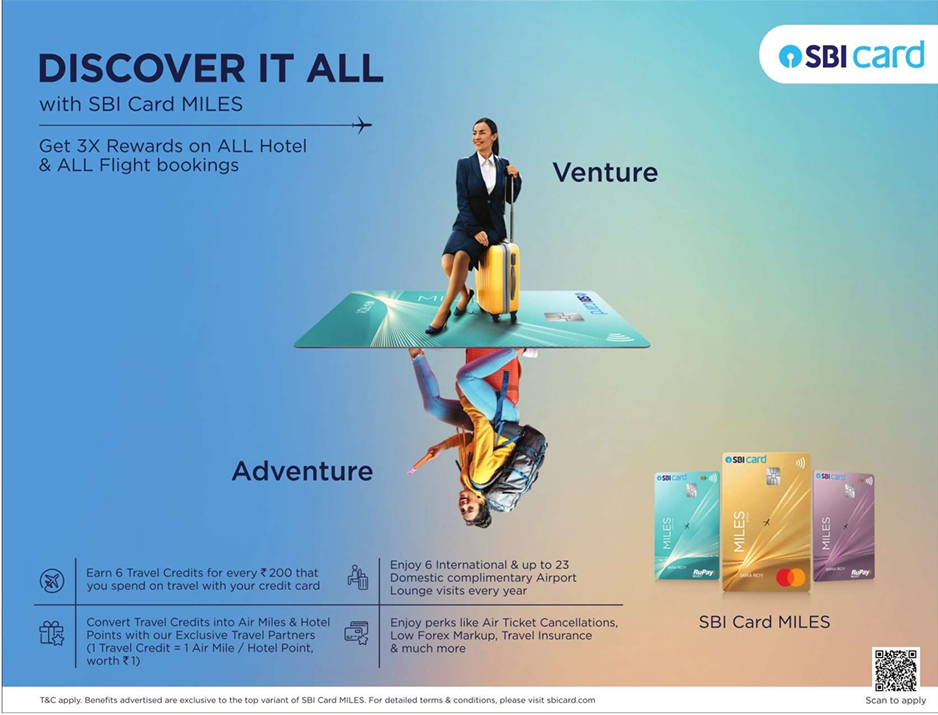 DISCOVER IT ALL
with SBI Card MILES
Get 3X Rewards on ALL Hotel
& ALL Flight bookings
SBI card
Venture
SBI card
Adventure
SBI card
MILES
RuPay
SBI card
MILES
SBI card
MILES
RuPay
SBI Card MILES
Earn 6 Travel Credits for every ₹ 200 that
you spend on travel with your credit card
Enjoy 6 International & up to 23
Domestic complimentary Airport
Lounge visits every year
Convert Travel Credits into Air Miles & Hotel
Points with our Exclusive Travel Partners
(1 Travel Credit = 1 Air Mile / Hotel Point,
worth ₹ 1)
Enjoy perks like Air Ticket Cancellations,
Low Forex Markup, Travel Insurance
& much more
T&C apply. Benefits advertised are exclusive to the top variant of SBI Card MILES. For detailed terms & conditions, please visit sbicard.com
Scan to apply